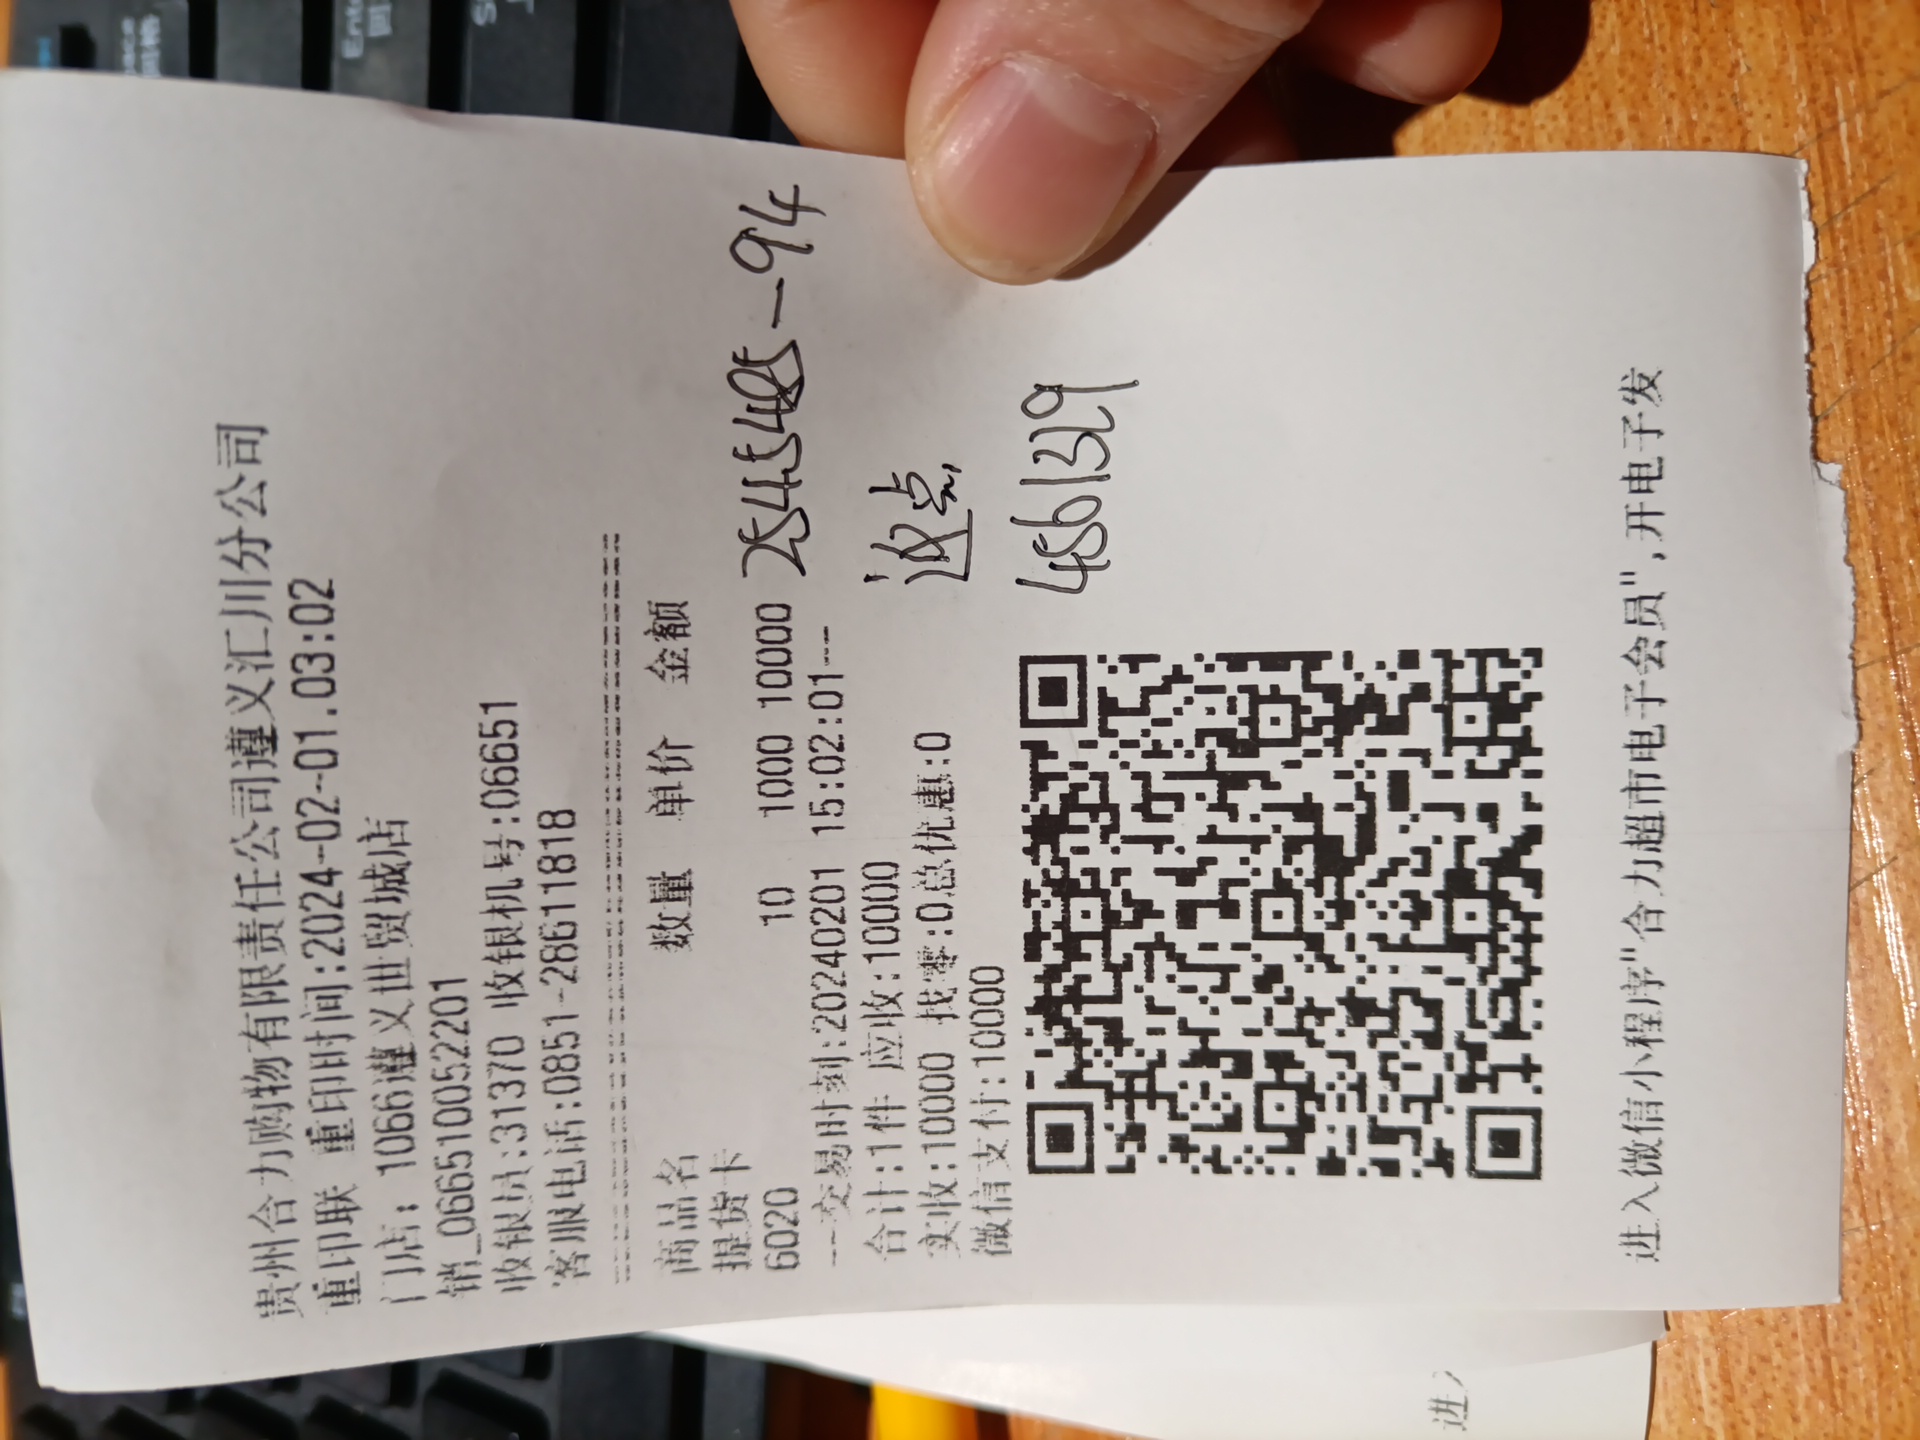 贵州合力购物有限责任公司遵义汇川分公司
重印联 重印时间:2024-02-01.03:02
门店: 1066遵义世贸城店
销_066510052201
收银员:31370 收银机号:06651
客服电话:0851-28611818
商品名 数量 单价 金额
提货卡
6020 10 1000 10000
---交易时刻:20240201 15:02:01---
合计:1件 应收:10000
实收:10000 找零:0总优惠:0
微信支付:10000
返点
4561329
进入微信小程序"合力超市电子会员",开电子发
Enter
进入